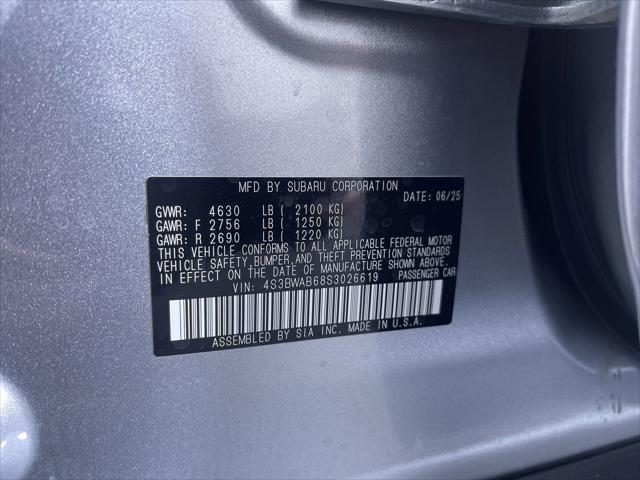 MFD BY SUBARU CORPORATION
DATE: 06/25
GVWR: 4630 LB ( 2100 KG)
GAWR: F 2756 LB ( 1250 KG)
GAWR: R 2690 LB ( 1220 KG)
THIS VEHICLE CONFORMS TO ALL APPLICABLE FEDERAL MOTOR
VEHICLE SAFETY,BUMPER,AND THEFT PREVENTION STANDARDS
IN EFFECT ON THE DATE OF MANUFACTURE SHOWN ABOVE.
VIN: 4S3BWAB68S3026619 PASSENGER CAR
ASSEMBLED BY SIA INC. MADE IN U.S.A.